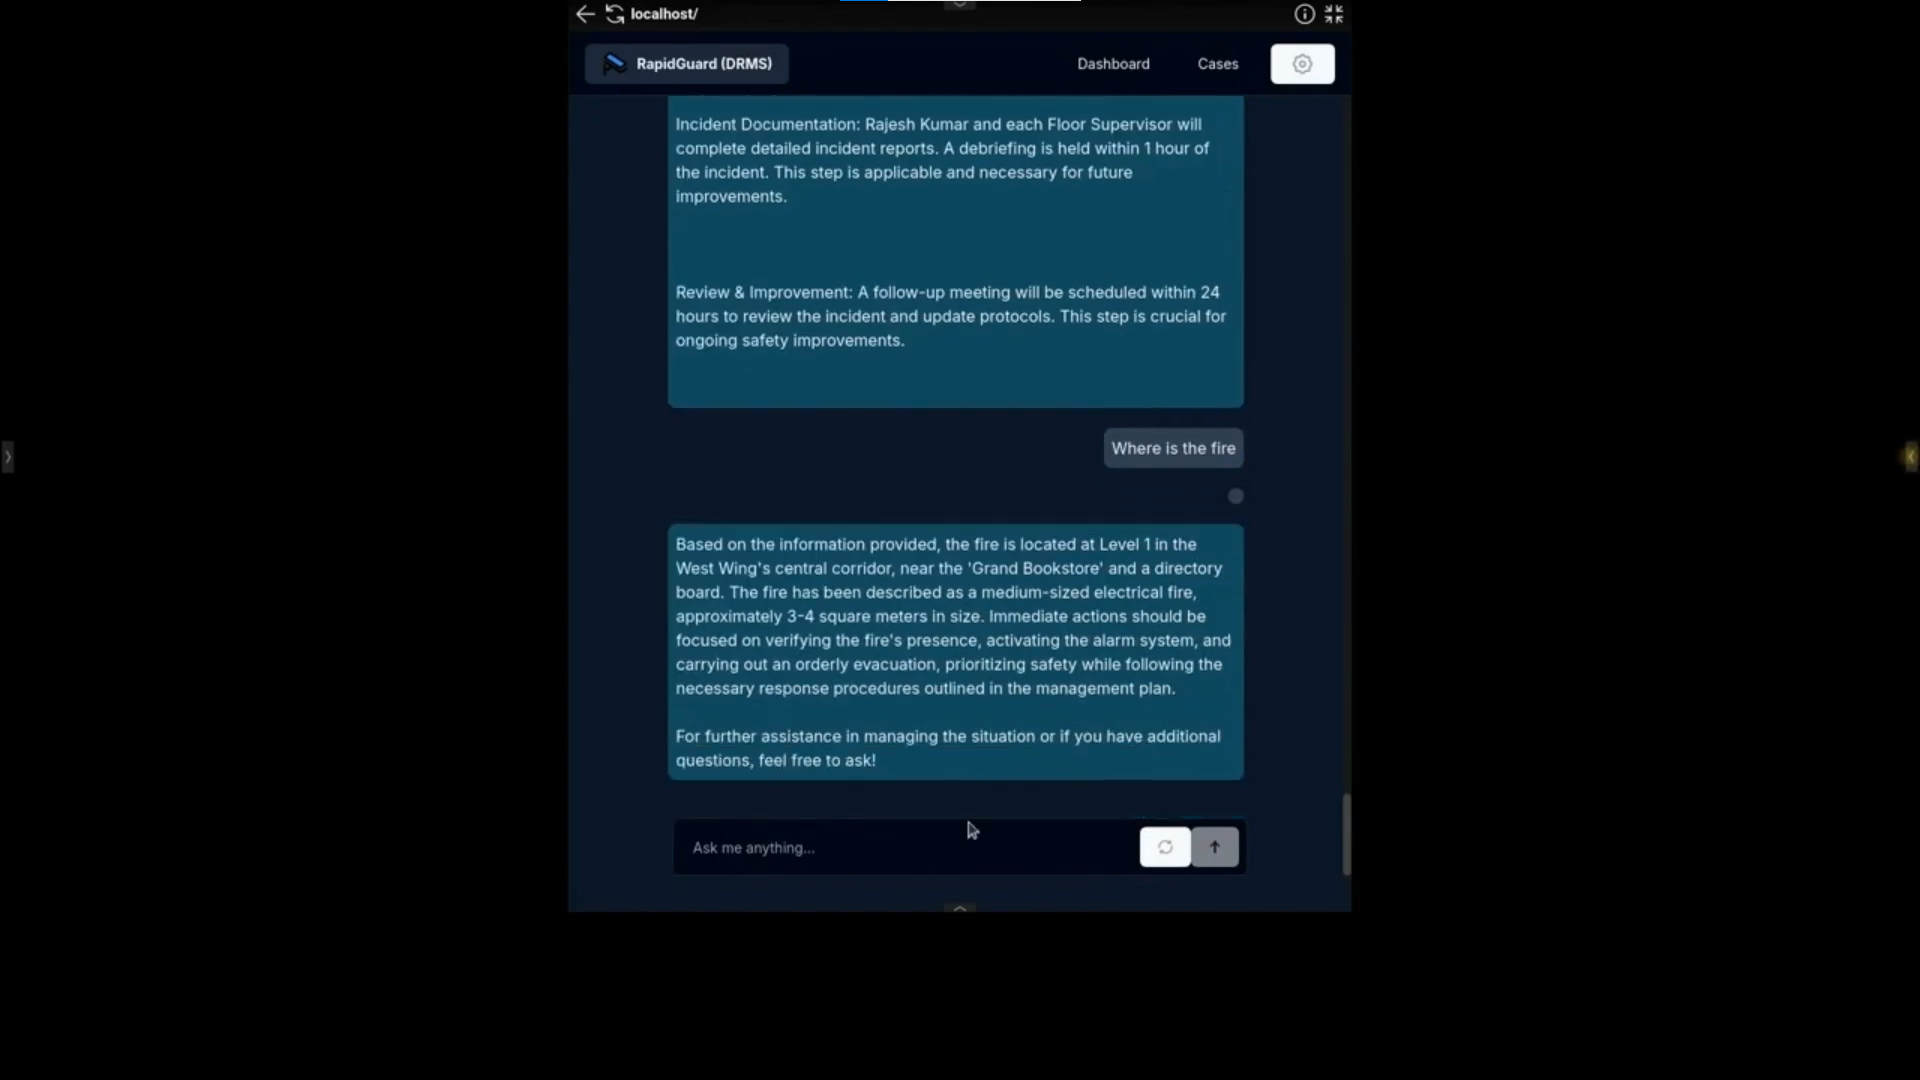 localhost/
RapidGuard (DRMS)
Dashboard
Cases
Incident Documentation: Rajesh Kumar and each Floor Supervisor will
complete detailed incident reports. A debriefing is held within 1 hour of
the incident. This step is applicable and necessary for future
improvements.
Review & Improvement: A follow-up meeting will be scheduled within 24
hours to review the incident and update protocols. This step is crucial for
ongoing safety improvements.
Where is the fire
Based on the information provided, the fire is located at Level 1 in the
West Wing's central corridor, near the 'Grand Bookstore' and a directory
board. The fire has been described as a medium-sized electrical fire,
approximately 3-4 square meters in size. Immediate actions should be
focused on verifying the fire's presence, activating the alarm system, and
carrying out an orderly evacuation, prioritizing safety while following the
necessary response procedures outlined in the management plan.
For further assistance in managing the situation or if you have additional
questions, feel free to ask!
Ask me anything...